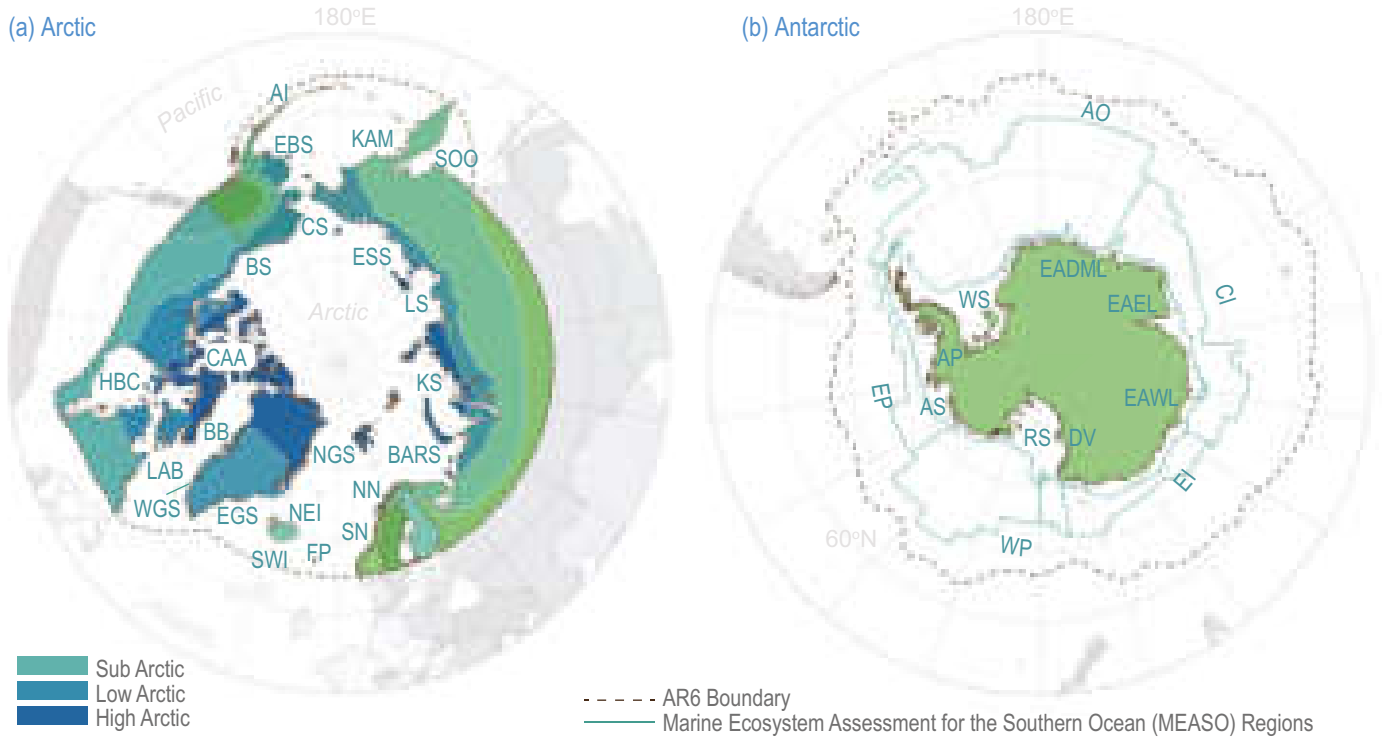 (a) Arctic
180°E
Pacific
AI
EBS
KAM
SOO
CS
BS
ESS
LS
Arctic
CAA
HBC
KS
BB
LAB
NGS
BARS
WGS
EGS
NEI
NN
SN
SWI
FP
Sub Arctic
Low Arctic
High Arctic
(b) Antarctic
180°E
AO
EADML
WS
EAEL
CI
AP
EP
AS
EAWL
RS
DV
EI
WP
60°N
AR6 Boundary
Marine Ecosystem Assessment for the Southern Ocean (MEASO) Regions